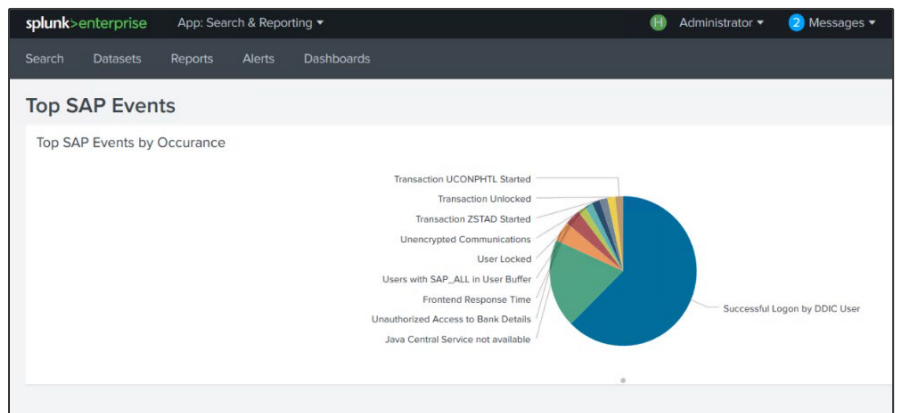 splunk>enterprise App: Search & Reporting ▾ H Administrator ▾ 2 Messages ▾
Search Datasets Reports Alerts Dashboards
Top SAP Events
Top SAP Events by Occurance
Transaction UCONPHTL Started
Transaction Unlocked
Transaction ZSTAD Started
Unencrypted Communications
User Locked
Users with SAP_ALL in User Buffer
Frontend Response Time
Unauthorized Access to Bank Details
Java Central Service not available
Successful Logon by DDIC User